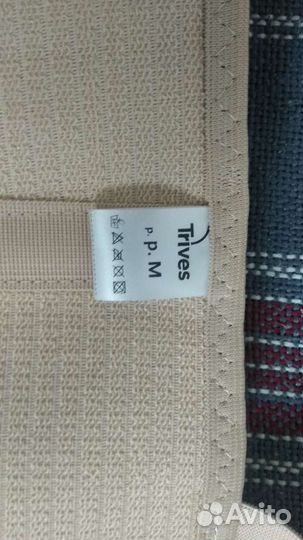 Trives
р. р. M
Avito